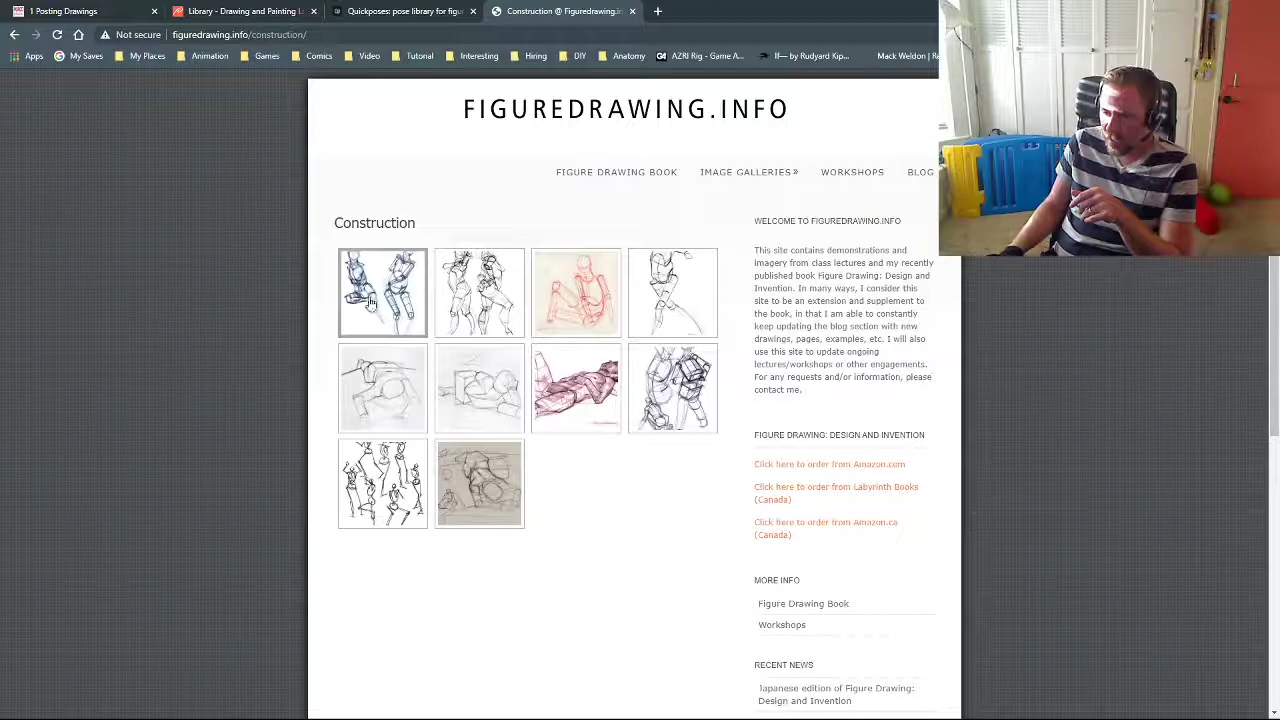 1 Posting Drawings
Library - Drawing and Painting I
Quickposes: pose library for figu
Construction @ Figuredrawing.in
My Saves
My Places
Animation
Games
Tutorial
Hiring
DIY
Anatomy
AZRI Rig - Game A...
If— by Rudyard Kip...
Mack Weldon | Re
Apps
FIGUREDRAWING.INFO
FIGURE DRAWING BOOK
IMAGE GALLERIES»
WORKSHOPS
BLOG
Construction
WELCOME TO FIGUREDRAWING.INFO
This site contains demonstrations and
imagery from class lectures and my recently
published book Figure Drawing: Design and
Invention. In many ways, I consider this
site to be an extension and supplement to
the book, in that I am able to constantly
keep updating the blog section with new
drawings, pages, examples, etc. I will also
use this site to update ongoing
lectures/workshops or other engagements.
For any requests and/or information, please
contact me.
FIGURE DRAWING: DESIGN AND INVENTION
Click here to order from Amazon.com
Click here to order from Labyrinth Books
(Canada)
Click here to order from Amazon.ca
(Canada)
MORE INFO
Figure Drawing Book
Workshops
RECENT NEWS
Japanese edition of Figure Drawing:
Design and Invention